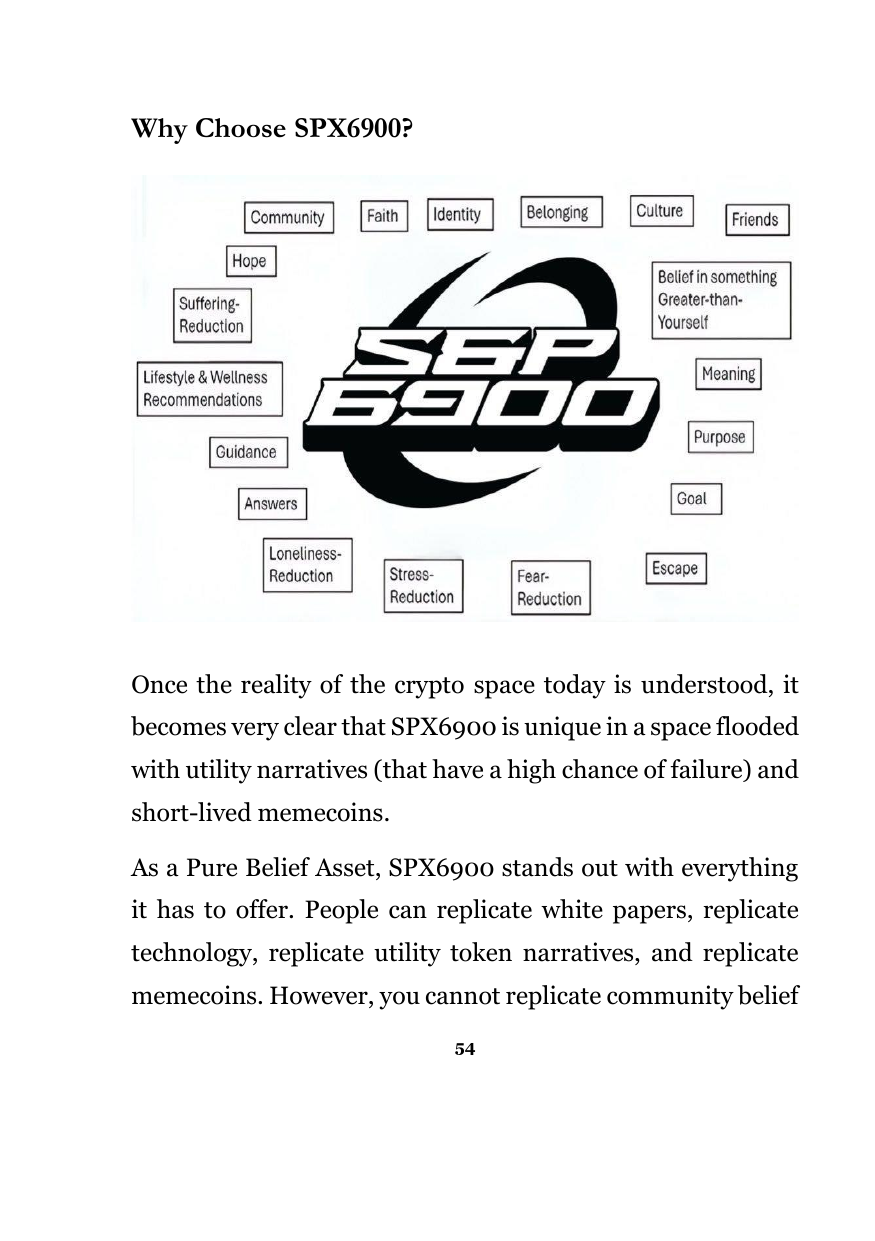 Why Choose SPX6900?
Community
Faith
Identity
Belonging
Culture
Friends
Hope
Belief in something
Greater-than-
Yourself
Suffering-
Reduction
S&P
6900
Lifestyle & Wellness
Recommendations
Meaning
Guidance
Purpose
Answers
Goal
Loneliness-
Reduction
Stress-
Reduction
Fear-
Reduction
Escape
Once the reality of the crypto space today is understood, it
becomes very clear that SPX6900 is unique in a space flooded
with utility narratives (that have a high chance of failure) and
short-lived memecoins.
As a Pure Belief Asset, SPX6900 stands out with everything
it has to offer. People can replicate white papers, replicate
technology, replicate utility token narratives, and replicate
memecoins. However, you cannot replicate community belief
54